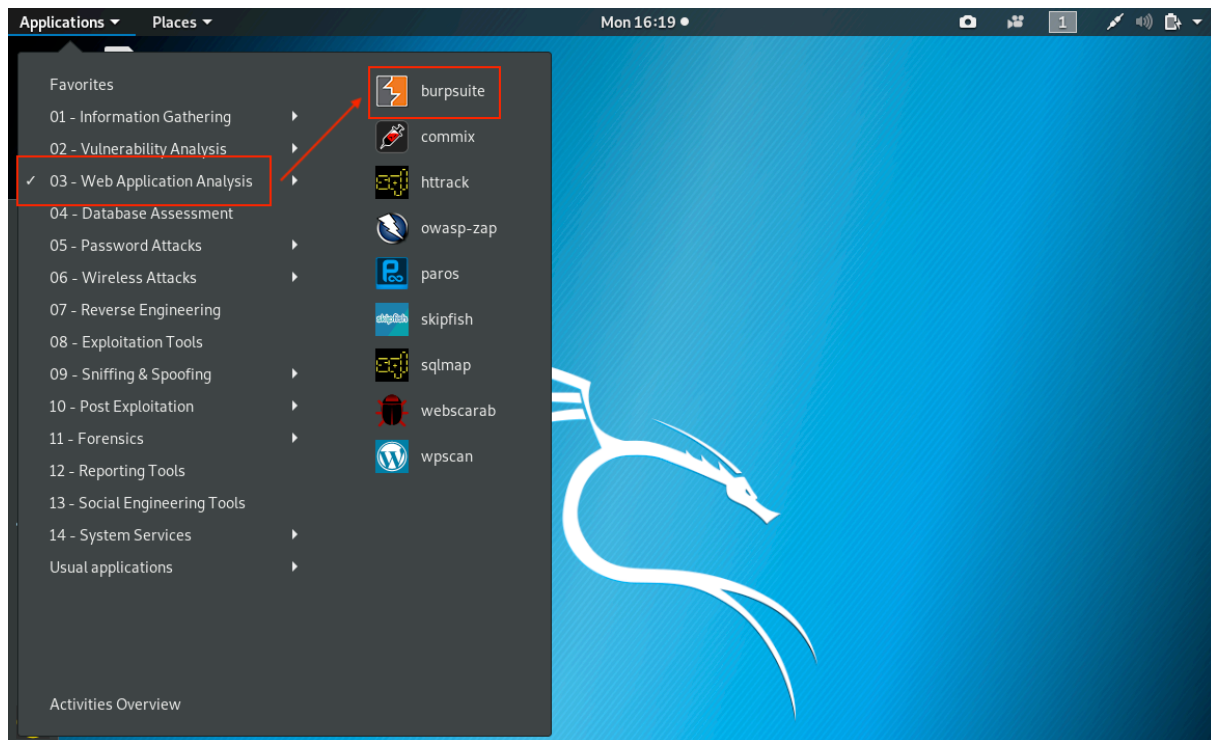 Applications Places Mon 16:19 1
Favorites
01 - Information Gathering
02 - Vulnerability Analysis
03 - Web Application Analysis
04 - Database Assessment
05 - Password Attacks
06 - Wireless Attacks
07 - Reverse Engineering
08 - Exploitation Tools
09 - Sniffing & Spoofing
10 - Post Exploitation
11 - Forensics
12 - Reporting Tools
13 - Social Engineering Tools
14 - System Services
Usual applications
Activities Overview
burpsuite
commix
httrack
owasp-zap
paros
skipfish
sqlmap
webscarab
wpscan